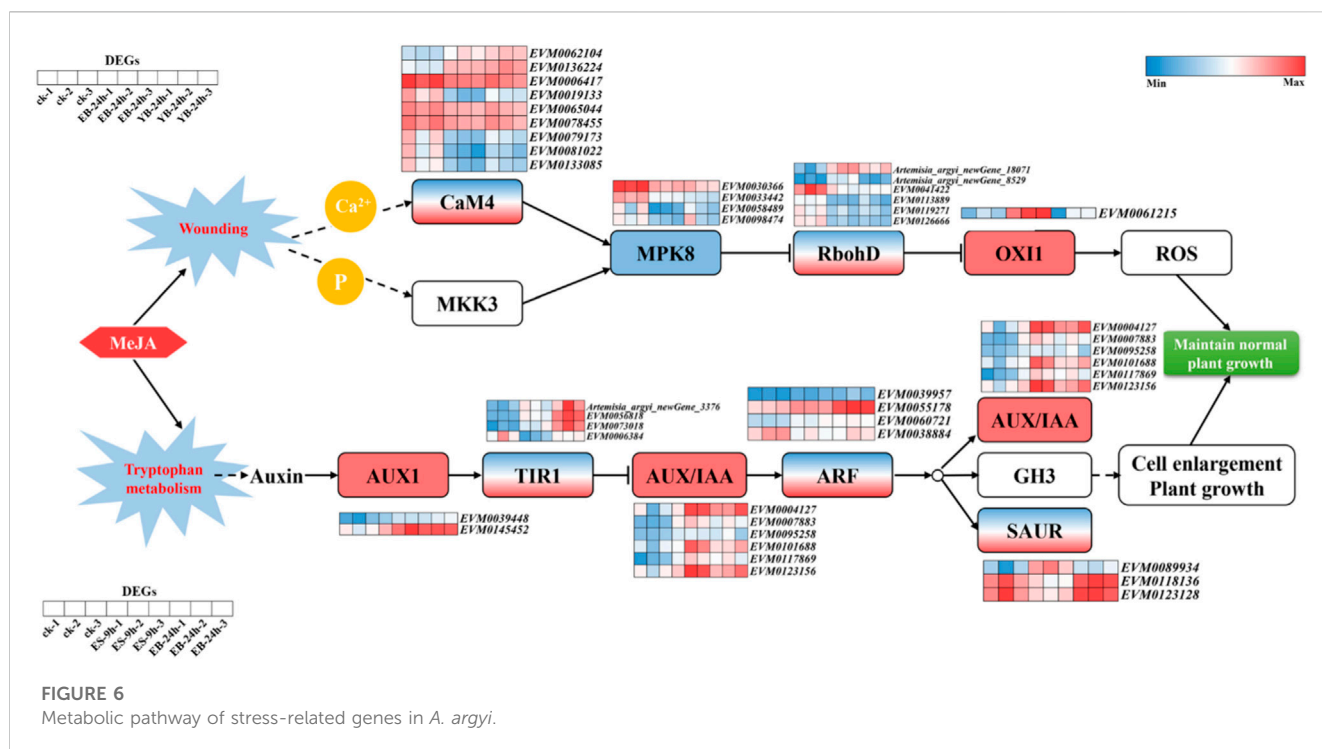 DEGs
ck-1
ck-2
ck-3
EB-24h-1
EB-24h-2
EB-24h-3
YB-24h-1
YB-24h-2
YB-24h-3
EVM0062104
EVM0136224
EVM0006417
EVM0019133
EVM0065044
EVM0078455
EVM0079173
EVM0081022
EVM0133085
Min
Max
Wounding
Ca2+
P
CaM4
MKK3
EVM0030366
EVM0033442
EVM0058489
EVM0098474
MPK8
Artemisia_argyi_newGene_18071
Artemisia_argyi_newGene_8529
EVM0041422
EVM0113889
EVM0119271
EVM0126666
RbohD
EVM0061215
OXI1
ROS
MeJA
Maintain normal
plant growth
Tryptophan
metabolism
Auxin
AUX1
EVM0039448
EVM0145452
Artemisia_argyi_newGene_3376
EVM0056818
EVM0073018
EVM0006384
TIR1
AUX/IAA
EVM0004127
EVM0007883
EVM0095258
EVM0101688
EVM0117869
EVM0123156
EVM0039957
EVM0055178
EVM0060721
EVM0038884
ARF
EVM0004127
EVM0007883
EVM0095258
EVM0101688
EVM0117869
EVM0123156
AUX/IAA
GH3
SAUR
EVM0089934
EVM0118136
EVM0123128
Cell enlargement
Plant growth
DEGs
ck-1
ck-2
ck-3
ES-9h-1
ES-9h-2
ES-9h-3
EB-24h-1
EB-24h-2
EB-24h-3
FIGURE 6
Metabolic pathway of stress-related genes in A. argyi.